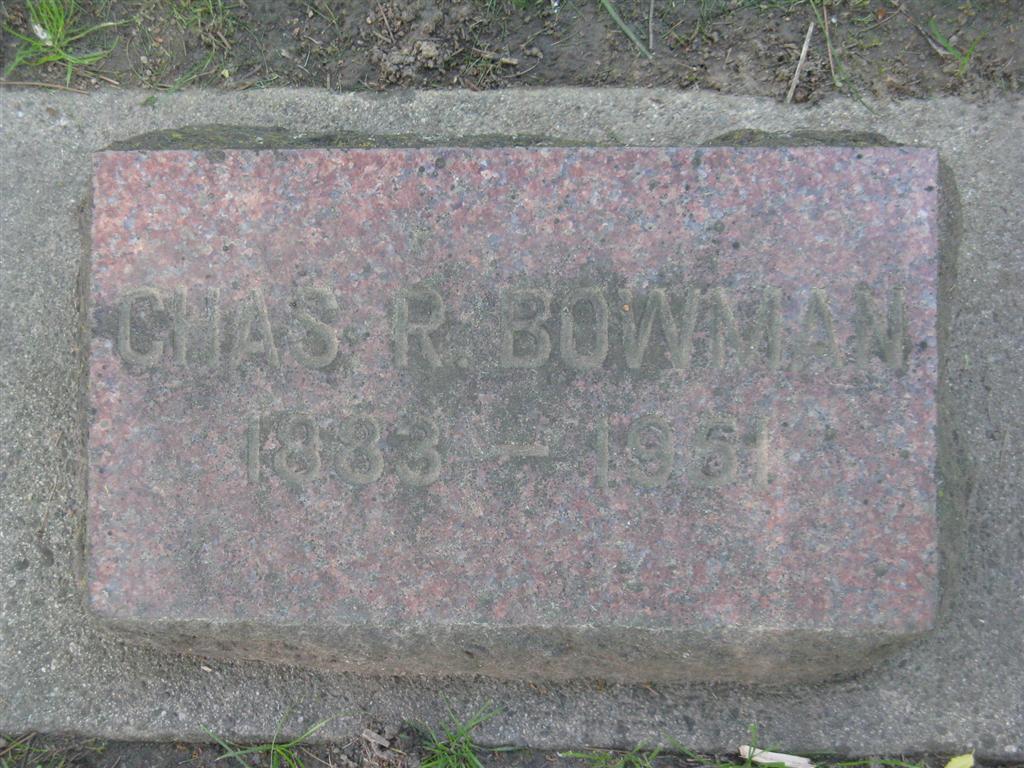 CHAS. R. BOWMAN
1883 — 1951